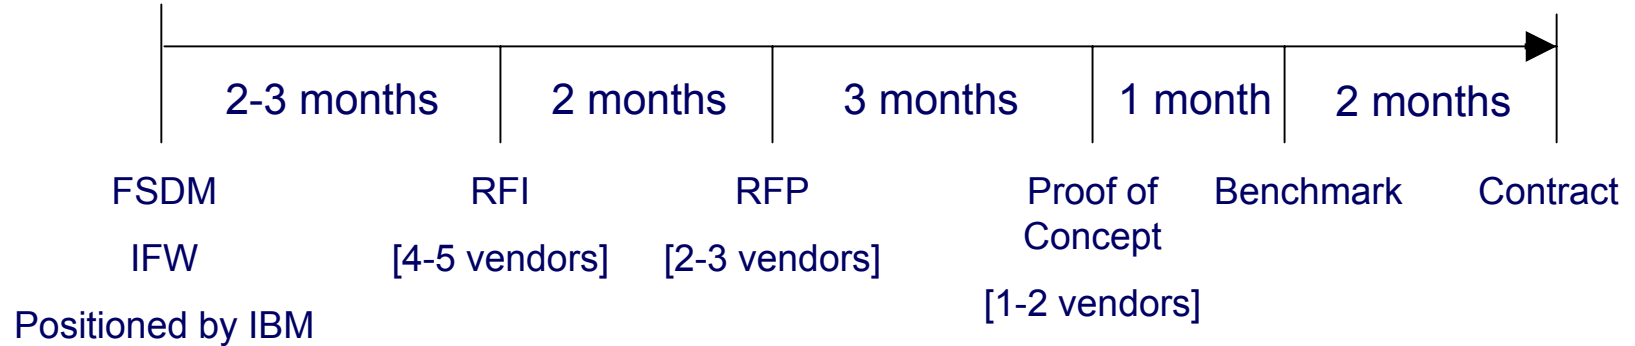 2-3 months
2 months
3 months
1 month
2 months
FSDM
IFW
Positioned by IBM
RFI
[4-5 vendors]
RFP
[2-3 vendors]
Proof of
Concept
[1-2 vendors]
Benchmark
Contract